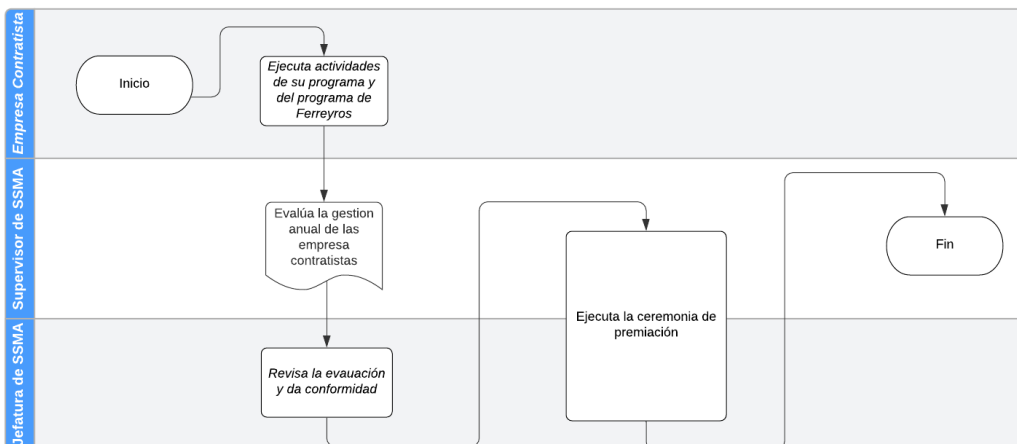 Empresa Contratista
Inicio
Ejecuta actividades
de su programa y
del programa de
Ferreyros
Supervisor de SSMA
Evalúa la gestion
anual de las
empresa
contratistas
Fin
Ejecuta la ceremonia de
premiación
Jefatura de SSMA
Revisa la evauación
y da conformidad